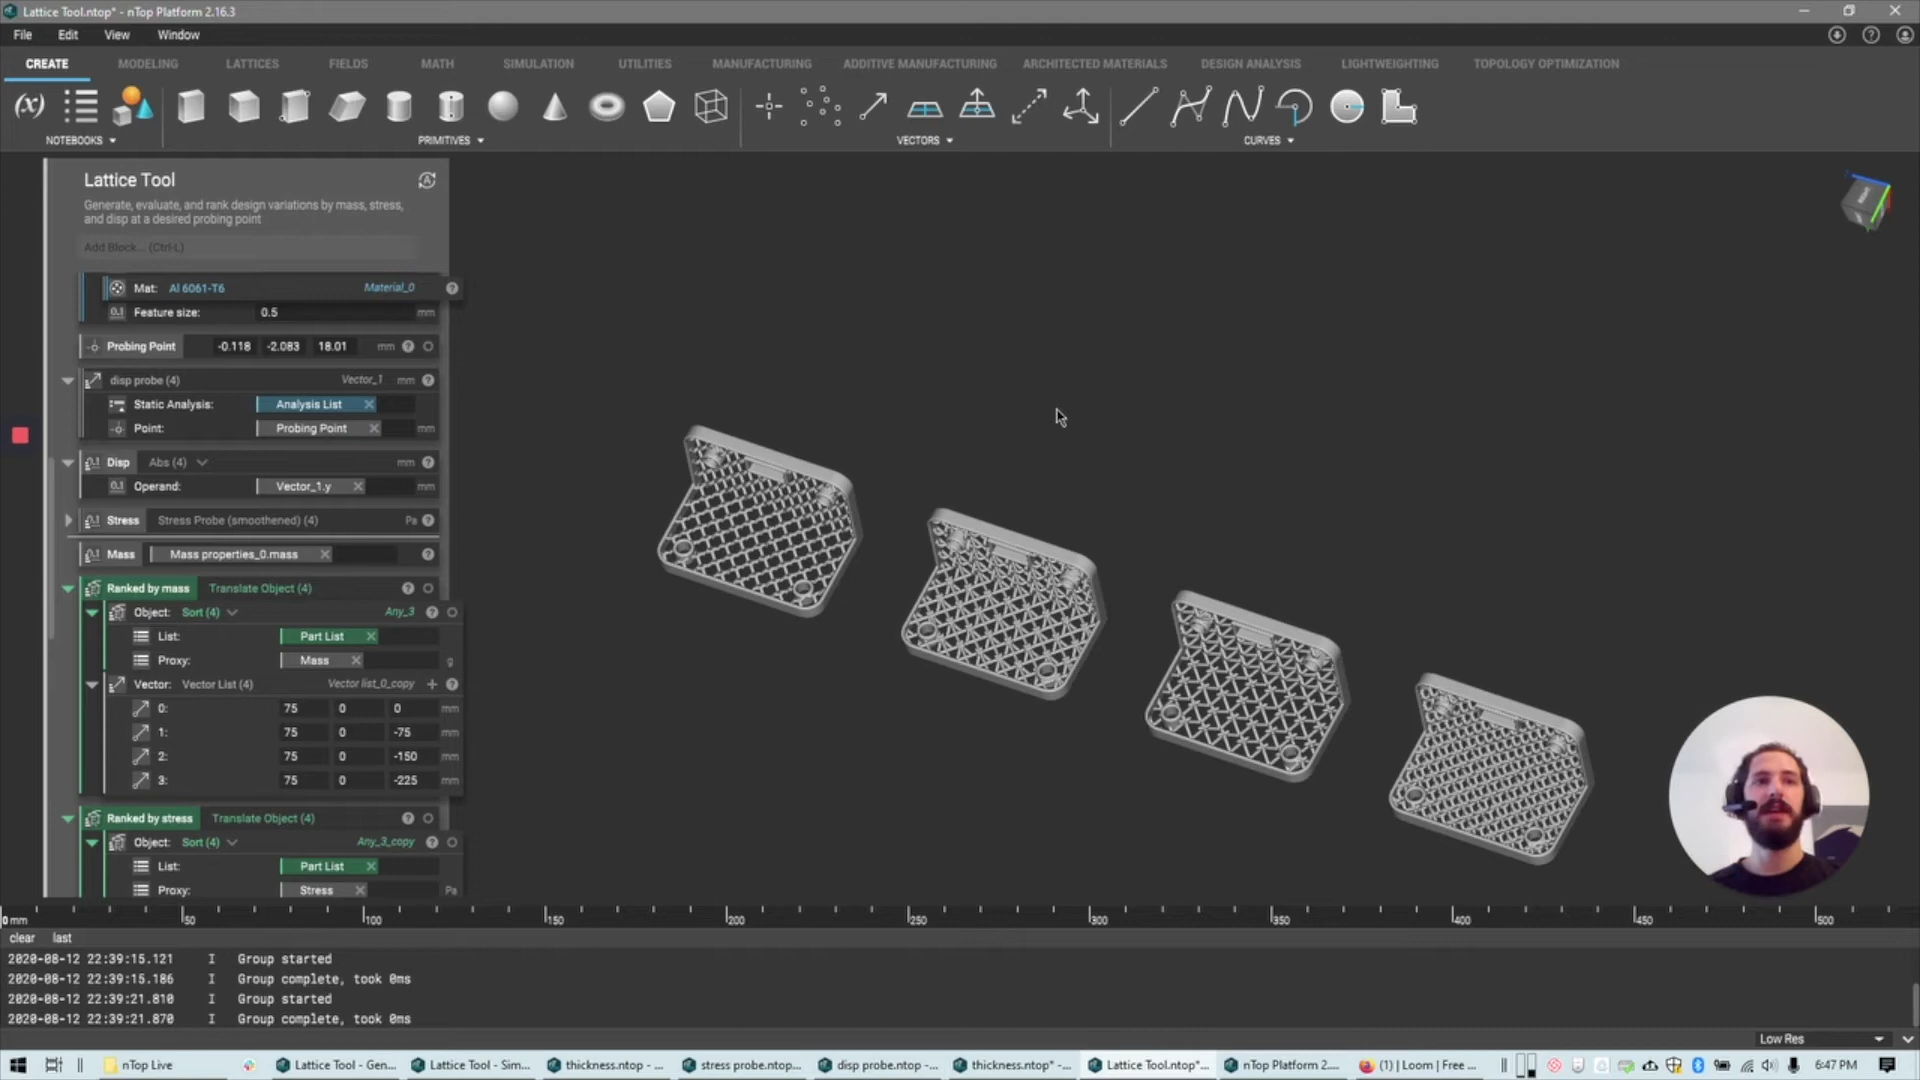 Lattice Tool.ntop* - nTop Platform 2.16.3
File Edit View Window
CREATE MODELING LATTICES FIELDS MATH SIMULATION UTILITIES MANUFACTURING ADDITIVE MANUFACTURING ARCHITECTED MATERIALS DESIGN ANALYSIS LIGHTWEIGHTING TOPOLOGY OPTIMIZATION
(x)
NOTEBOOKS PRIMITIVES VECTORS CURVES
Lattice Tool
Generate, evaluate, and rank design variations by mass, stress,
and disp at a desired probing point
Add Block... (Ctrl-L)
Mat: Al 6061-T6 Material_0
0.1 Feature size: 0.5 mm
Probing Point -0.118 -2.083 18.01 mm
disp probe (4) Vector_1 mm
Static Analysis: Analysis List
Point: Probing Point mm
0.1 Disp Abs (4) mm
0.1 Operand: Vector_1.y mm
0.1 Stress Stress Probe (smoothened) (4) Pa
0.1 Mass Mass properties_0.mass
Ranked by mass Translate Object (4)
Object: Sort (4) Any_3
List: Part List
Proxy: Mass g
Vector: Vector List (4) Vector list_0_copy +
0: 75 0 0 mm
1: 75 0 -75 mm
2: 75 0 -150 mm
3: 75 0 -225 mm
Ranked by stress Translate Object (4)
Object: Sort (4) Any_3_copy
List: Part List
Proxy: Stress Pa
0 mm 50 100 150 200 250 300 350 400 450 500
clear last
2020-08-12 22:39:15.121 I Group started
2020-08-12 22:39:15.186 I Group complete, took 0ms
2020-08-12 22:39:21.810 I Group started
2020-08-12 22:39:21.870 I Group complete, took 0ms
Low Res
nTop Live Lattice Tool - Gen... Lattice Tool - Sim... thickness.ntop - ... stress probe.ntop... disp probe.ntop -... thickness.ntop* -... Lattice Tool.ntop*... nTop Platform 2.... (1) | Loom | Free ... 6:47 PM